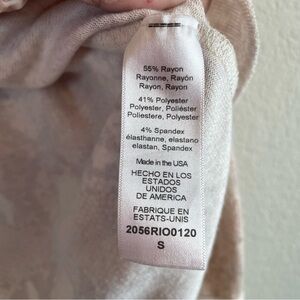 55% Rayon
Rayonne, Rayón
Rayon, Rayon
41% Polyester
Polyester, Poliéster
Poliestere, Polyester
4% Spandex
élasthanne, elastano
elastan, Spandex
Made in the USA
HECHO EN LOS
ESTADOS
UNIDOS
DE AMERICA
FABRIQUE EN
ESTATS-UNIS
2056RIO0120
S